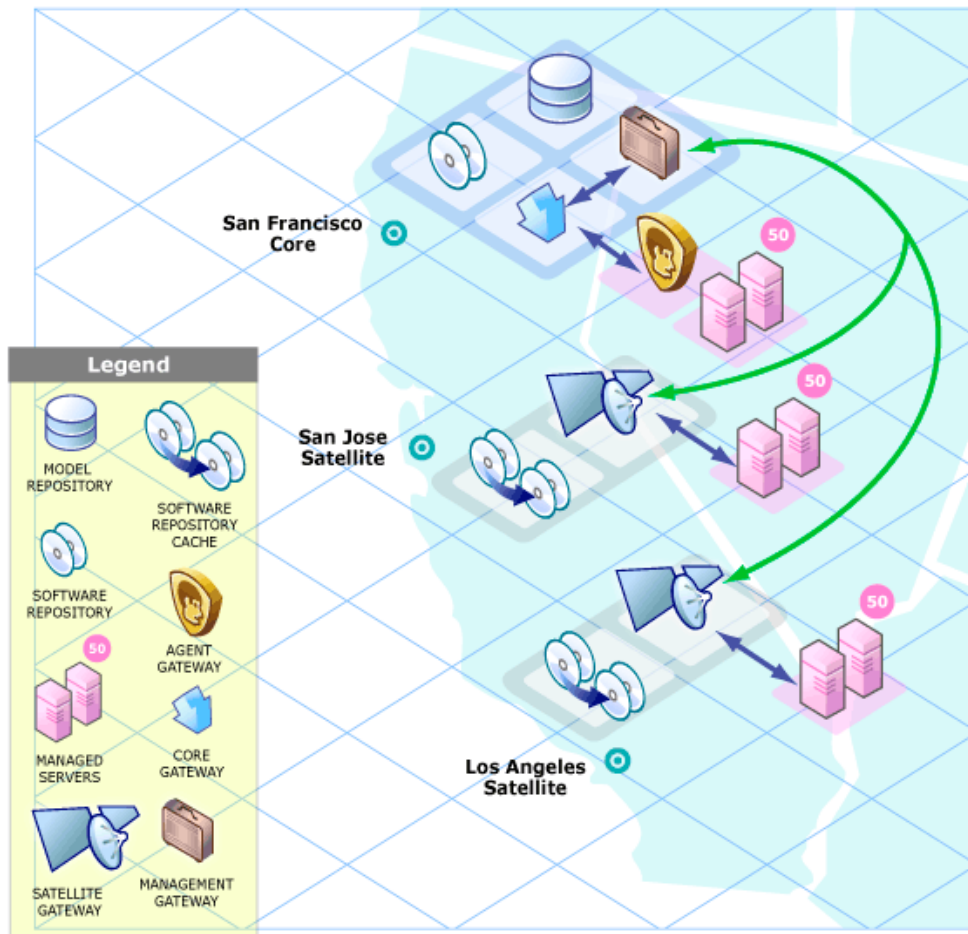 San Francisco
Core
50
San Jose
Satellite
50
Los Angeles
Satellite
50
Legend
MODEL
REPOSITORY
SOFTWARE
REPOSITORY
CACHE
SOFTWARE
REPOSITORY
AGENT
GATEWAY
50
MANAGED
SERVERS
CORE
GATEWAY
SATELLITE
GATEWAY
MANAGEMENT
GATEWAY